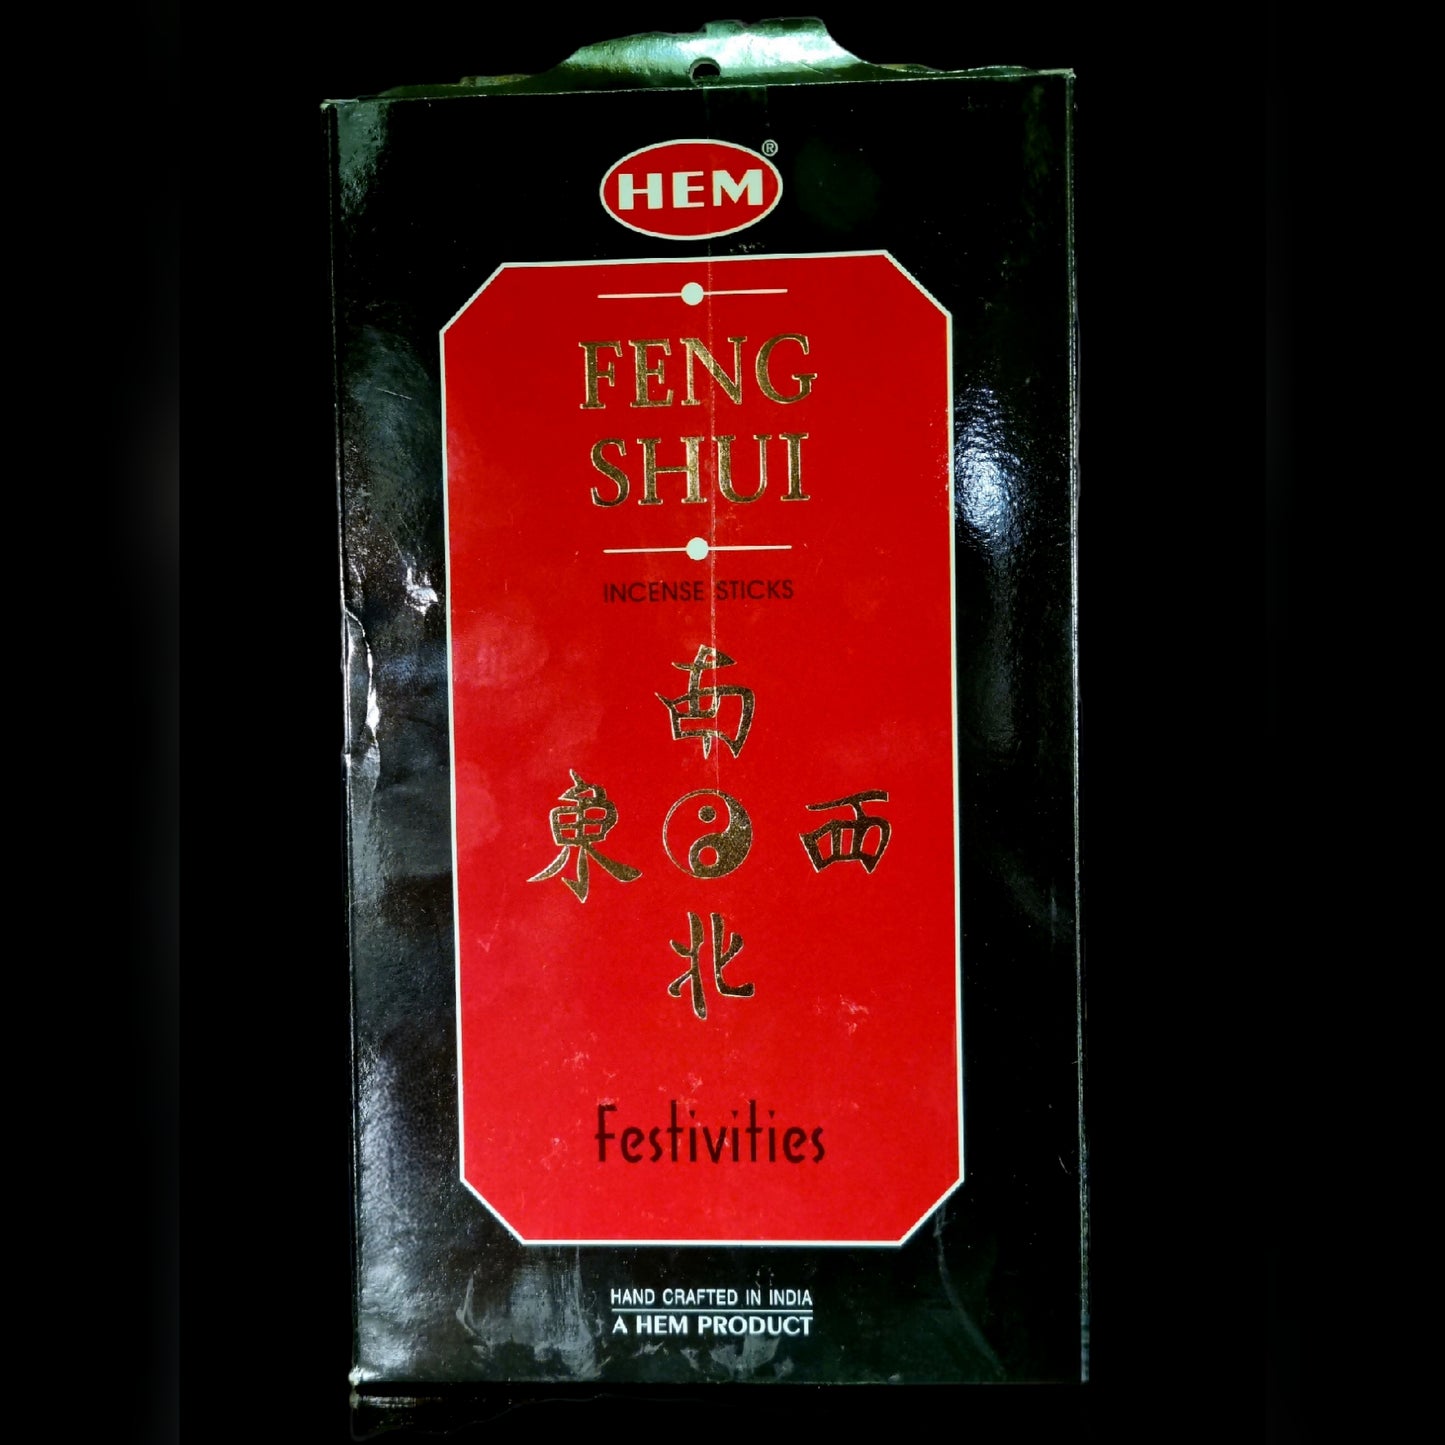 HEM®
FENG
SHUI
INCENSE STICKS
南
東 西
北
Festivities
HAND CRAFTED IN INDIA
A HEM PRODUCT